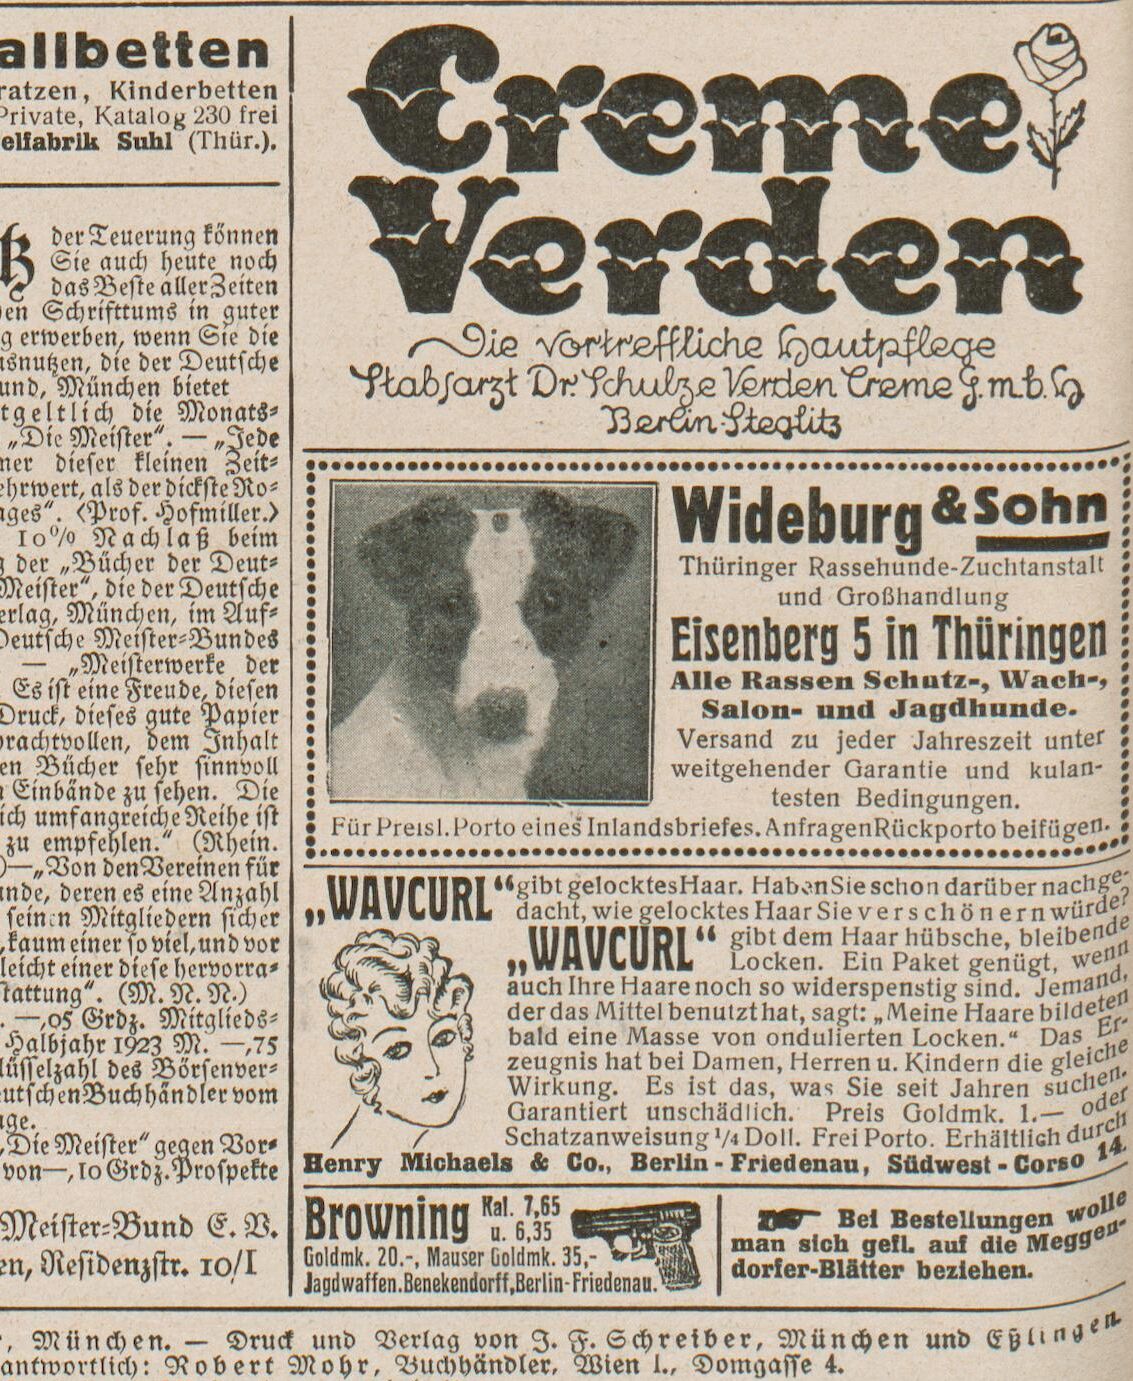 allbetten
ratzen, Kinderbetten
Private, Katalog 230 frei
elfabrik Suhl (Thür.).
tz der Teuerung können
Sie auch heute noch
das Beste aller Zeiten
hen Schrifttums in guter
g erwerben, wenn Sie die
usnutzen, die der Deutsche
und, München bietet
tgeltlich die Monats-
„Die Meister“. — „Jede
mer dieser kleinen Zeit-
ehrwert, als der dickste Ro-
ages“. (Prof. Hofmiller.)
10% Nachlaß beim
g der „Bücher der Deut-
Meister“, die der Deutsche
erlag, München, im Auf-
Deutsche Meister-Bundes
— „Meisterwerke der
Es ist eine Freude, diesen
Druck, dieses gute Papier
prachtvollen, dem Inhalt
en Bücher sehr sinnvoll
n Einbände zu sehen. Die
ich umfangreiche Reihe ist
zu empfehlen.“ (Rhein.
)—„Von den Vereinen für
unde, deren es eine Anzahl
seinen Mitgliedern sicher
, kaum einer so viel, und vor
leicht einer diese hervorra-
stattung“. (M. N. N.)
. —,05 Grdz. Mitglieds-
Halbjahr 1923 M. —,75
lüsselzahl des Börsenver-
eutschen Buchhändler vom
age.
„Die Meister“ gegen Vor-
von —,10 Grdz. Prospekte
Meister-Bund E. V.
en, Residenzstr. 10/I
Creme
Verden
Die vortreffliche Hautpflege
Stabsarzt Dr. Schulze Verden Creme G.m.b.H
Berlin-Steglitz
Wideburg & Sohn
Thüringer Rassehunde-Zuchtanstalt
und Großhandlung
Eisenberg 5 in Thüringen
Alle Rassen Schutz-, Wach-,
Salon- und Jagdhunde.
Versand zu jeder Jahreszeit unter
weitgehender Garantie und kulan-
testen Bedingungen.
Für Preisl. Porto eines Inlandsbriefes. Anfragen Rückporto beifügen.
„WAVCURL“ gibt gelocktes Haar. Haben Sie schon darüber nachge-
dacht, wie gelocktes Haar Sie verschönern würde?
„WAVCURL“ gibt dem Haar hübsche, bleibende
Locken. Ein Paket genügt, wenn
auch Ihre Haare noch so widerspenstig sind. Jemand,
der das Mittel benutzt hat, sagt: „Meine Haare bildeten
bald eine Masse von ondulierten Locken.“ Das Er-
zeugnis hat bei Damen, Herren u. Kindern die gleiche
Wirkung. Es ist das, was Sie seit Jahren suchen.
Garantiert unschädlich. Preis Goldmk. 1.— oder
Schatzanweisung 1/4 Doll. Frei Porto. Erhältlich durch
Henry Michaels & Co., Berlin-Friedenau, Südwest-Corso 14.
Browning Kal. 7,65
u. 6,35
Goldmk. 20.-, Mauser Goldmk. 35,-
Jagdwaffen. Benekendorff, Berlin-Friedenau.
Bei Bestellungen wolle
man sich gefl. auf die Meggen-
dorfer-Blätter beziehen.
r, München. — Druck und Verlag von J. F. Schreiber, München und Eßlingen.
antwortlich: Robert Mohr, Buchhändler, Wien I., Domgasse 4.